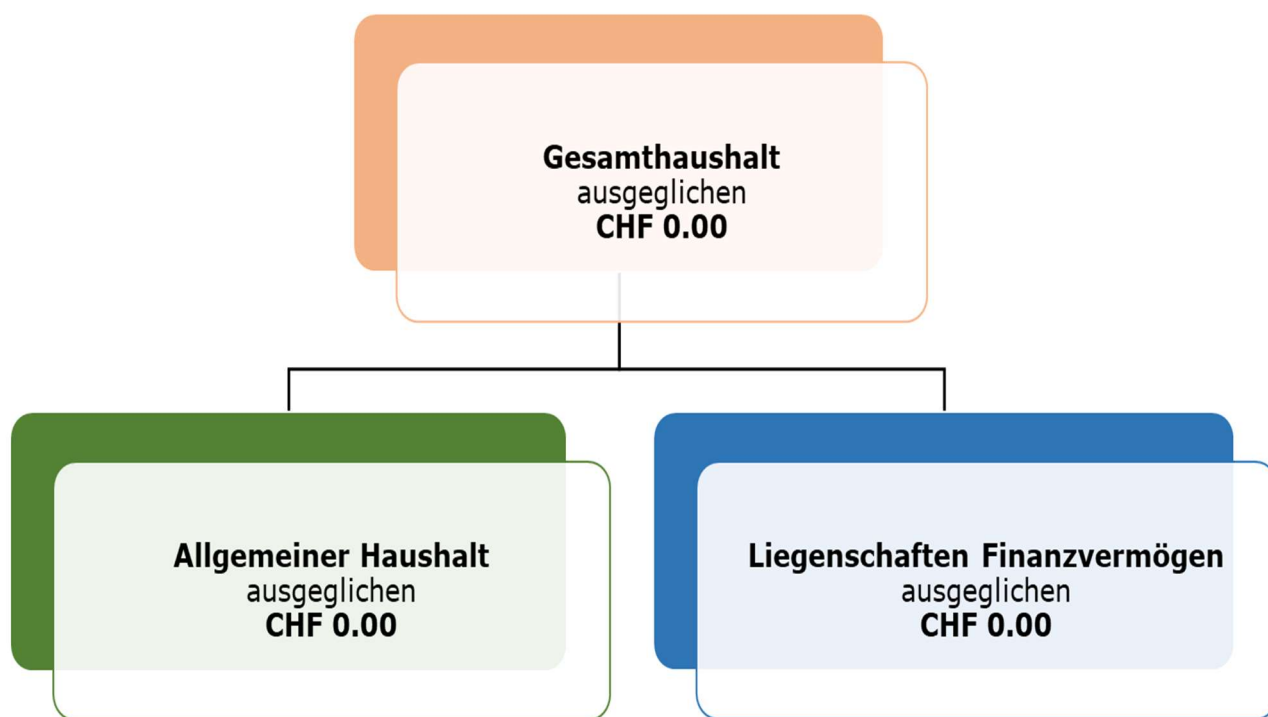 Gesamthaushalt
ausgeglichen
CHF 0.00
Allgemeiner Haushalt
ausgeglichen
CHF 0.00
Liegenschaften Finanzvermögen
ausgeglichen
CHF 0.00